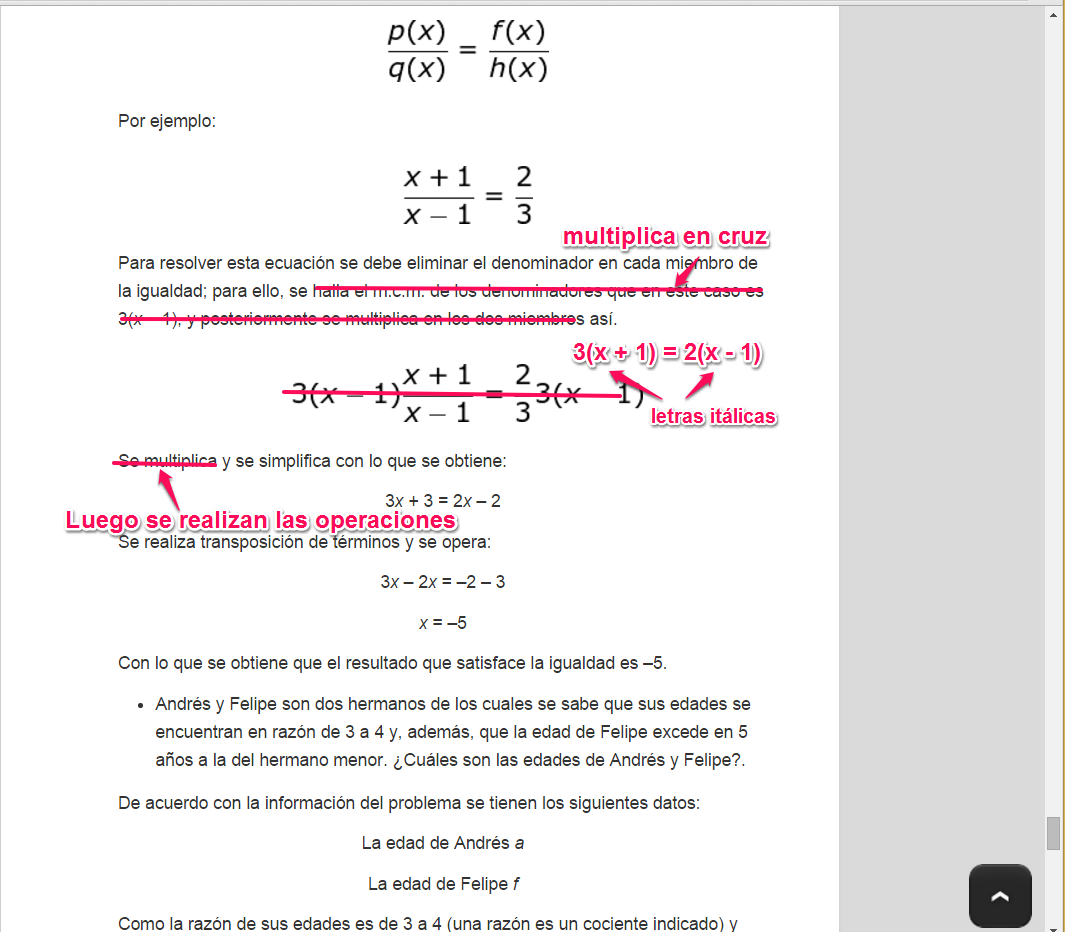 p(x)/q(x) = f(x)/h(x)
Por ejemplo:
x + 1/x – 1 = 2/3
multiplica en cruz
Para resolver esta ecuación se debe eliminar el denominador en cada miembro de
la igualdad; para ello, se halla el m.c.m. de los denominadores que en este caso es
3(x – 1), y posteriormente se multiplica en los dos miembros así.
3(x + 1) = 2(x - 1)
3(x – 1) x + 1/x – 1 = 2/3 3(x – 1)
letras itálicas
Se multiplica y se simplifica con lo que se obtiene:
3x + 3 = 2x – 2
Luego se realizan las operaciones
Se realiza transposición de términos y se opera:
3x – 2x = –2 – 3
x = –5
Con lo que se obtiene que el resultado que satisface la igualdad es –5.
• Andrés y Felipe son dos hermanos de los cuales se sabe que sus edades se
encuentran en razón de 3 a 4 y, además, que la edad de Felipe excede en 5
años a la del hermano menor. ¿Cuáles son las edades de Andrés y Felipe?.
De acuerdo con la información del problema se tienen los siguientes datos:
La edad de Andrés a
La edad de Felipe f
Como la razón de sus edades es de 3 a 4 (una razón es un cociente indicado) y